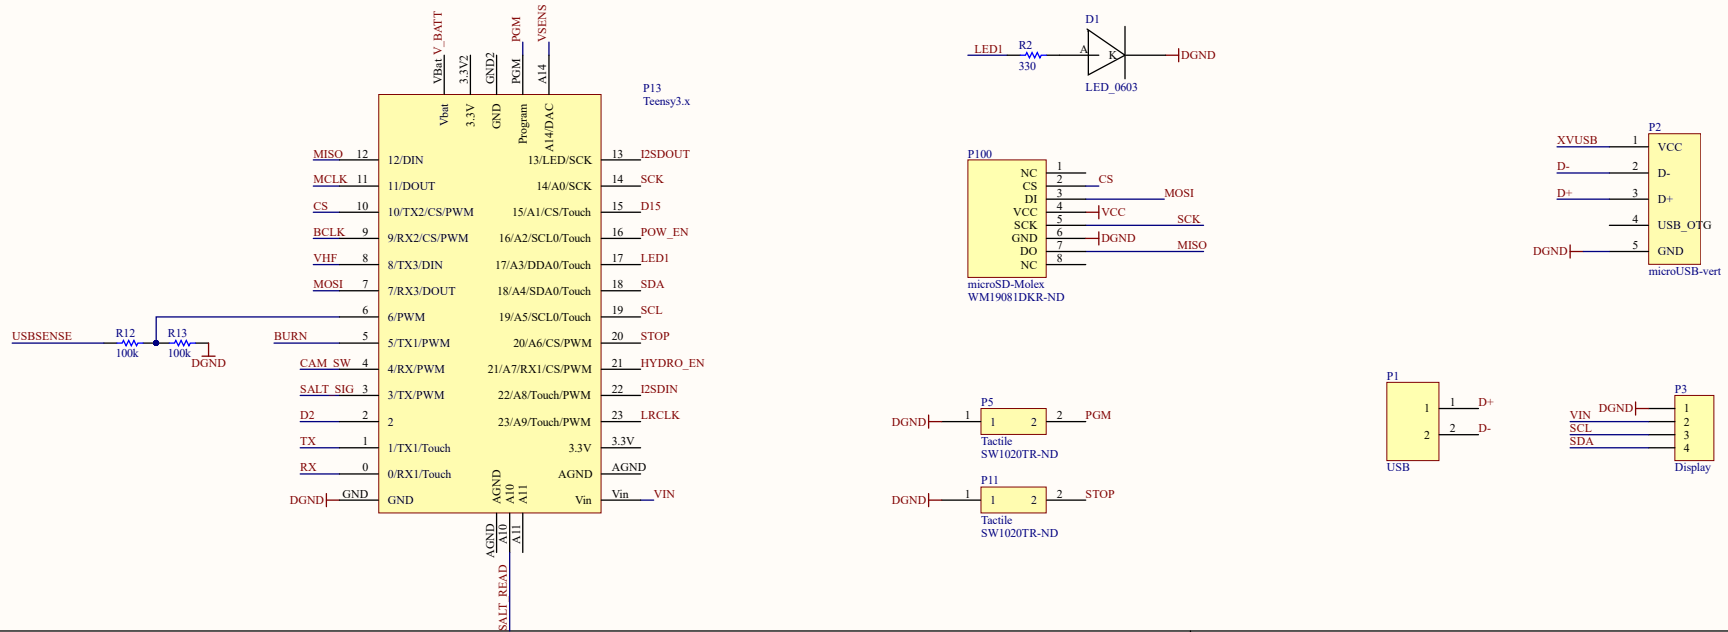 V_BATT
PGM
VSENS
VBat
3.3V2
GND2
PGM
A14
P13
Teensy3.x
Vbat
3.3V
GND
Program
A14/DAC
MISO 12 12/DIN 13/LED/SCK 13 I2SDOUT
MCLK 11 11/DOUT 14/A0/SCK 14 SCK
CS 10 10/TX2/CS/PWM 15/A1/CS/Touch 15 D15
BCLK 9 9/RX2/CS/PWM 16/A2/SCL0/Touch 16 POW_EN
VHF 8 8/TX3/DIN 17/A3/DDA0/Touch 17 LED1
MOSI 7 7/RX3/DOUT 18/A4/SDA0/Touch 18 SDA
6 6/PWM 19/A5/SCL0/Touch 19 SCL
BURN 5 5/TX1/PWM 20/A6/CS/PWM 20 STOP
CAM_SW 4 4/RX/PWM 21/A7/RX1/CS/PWM 21 HYDRO_EN
SALT_SIG 3 3/TX/PWM 22/A8/Touch/PWM 22 I2SDIN
D2 2 2 23/A9/Touch/PWM 23 LRCLK
TX 1 1/TX1/Touch 3.3V 3.3V
RX 0 0/RX1/Touch AGND AGND
DGND GND GND Vin Vin VIN
AGND
A10
A11
AGND
A10
A11
SALT_READ
USBSENSE
R12
100k
R13
100k
DGND
D1
LED1 R2 A K DGND
330
LED_0603
P100
NC 1
CS 2 CS
DI 3 MOSI
VCC 4 VCC
SCK 5 SCK
GND 6 DGND
DO 7 MISO
NC 8
microSD-Molex
WM19081DKR-ND
P5
DGND 1 1 2 2 PGM
Tactile
SW1020TR-ND
P11
DGND 1 1 2 2 STOP
Tactile
SW1020TR-ND
P2
XVUSB 1 VCC
D- 2 D-
D+ 3 D+
4 USB_OTG
DGND 5 GND
microUSB-vert
P1
1 1 D+
2 2 D-
USB
P3
DGND 1
VIN 2
SCL 3
SDA 4
Display